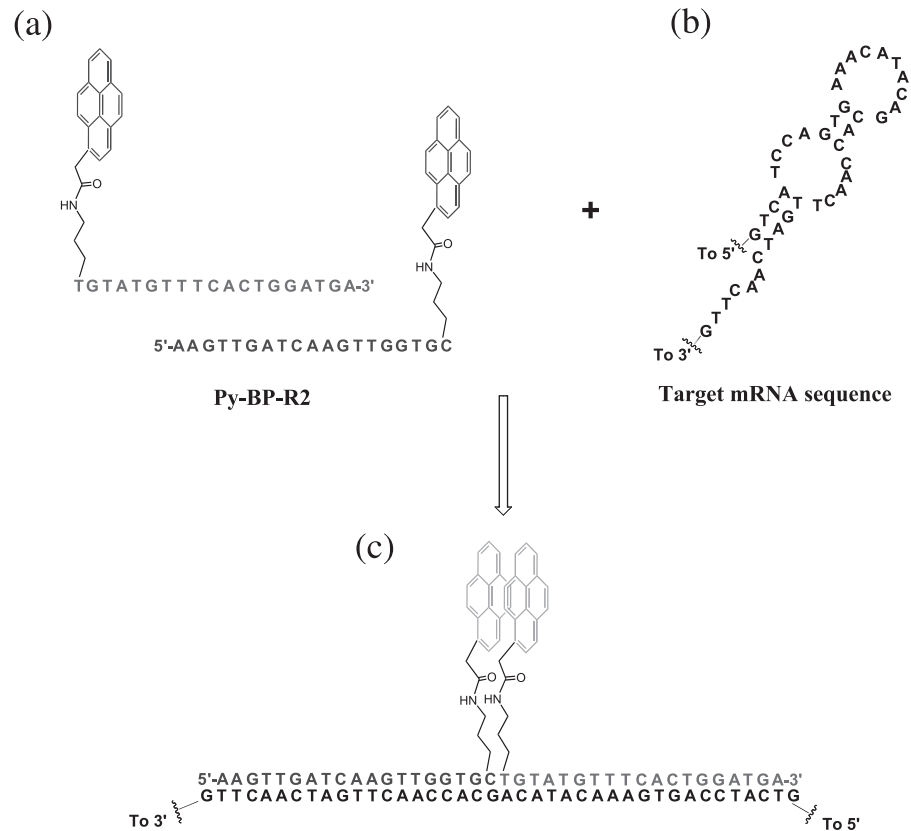 (a)
(b)
O
HN
O
HN
TGTATGTTTCACTGGATGA-3'
5'-AAGTTGATCAAGTTGGTGC
Py-BP-R2
+
To 5'
GTCATCCAGTGAAACATACAGCACCAACTTGATCAACTTG
To 3'
Target mRNA sequence
(c)
O
HN
O
HN
5'-AAGTTGATCAAGTTGGTGCTGTATGTTTCACTGGATGA-3'
GTTCAACTAGTTCAACCACGACATACAAAGTGACCTACTG
To 3'
To 5'